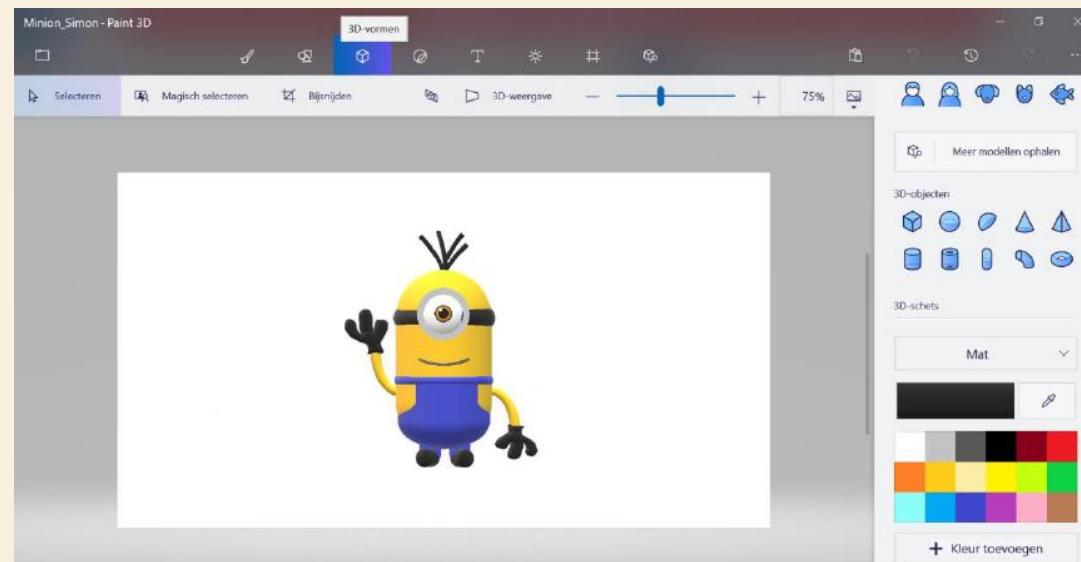 Minion_Simon - Paint 3D
3D-vormen
Selecteren
Magisch selecteren
Bijsnijden
3D-weergave
75%
Meer modellen ophalen
3D-objecten
3D-schets
Mat
Kleur toevoegen